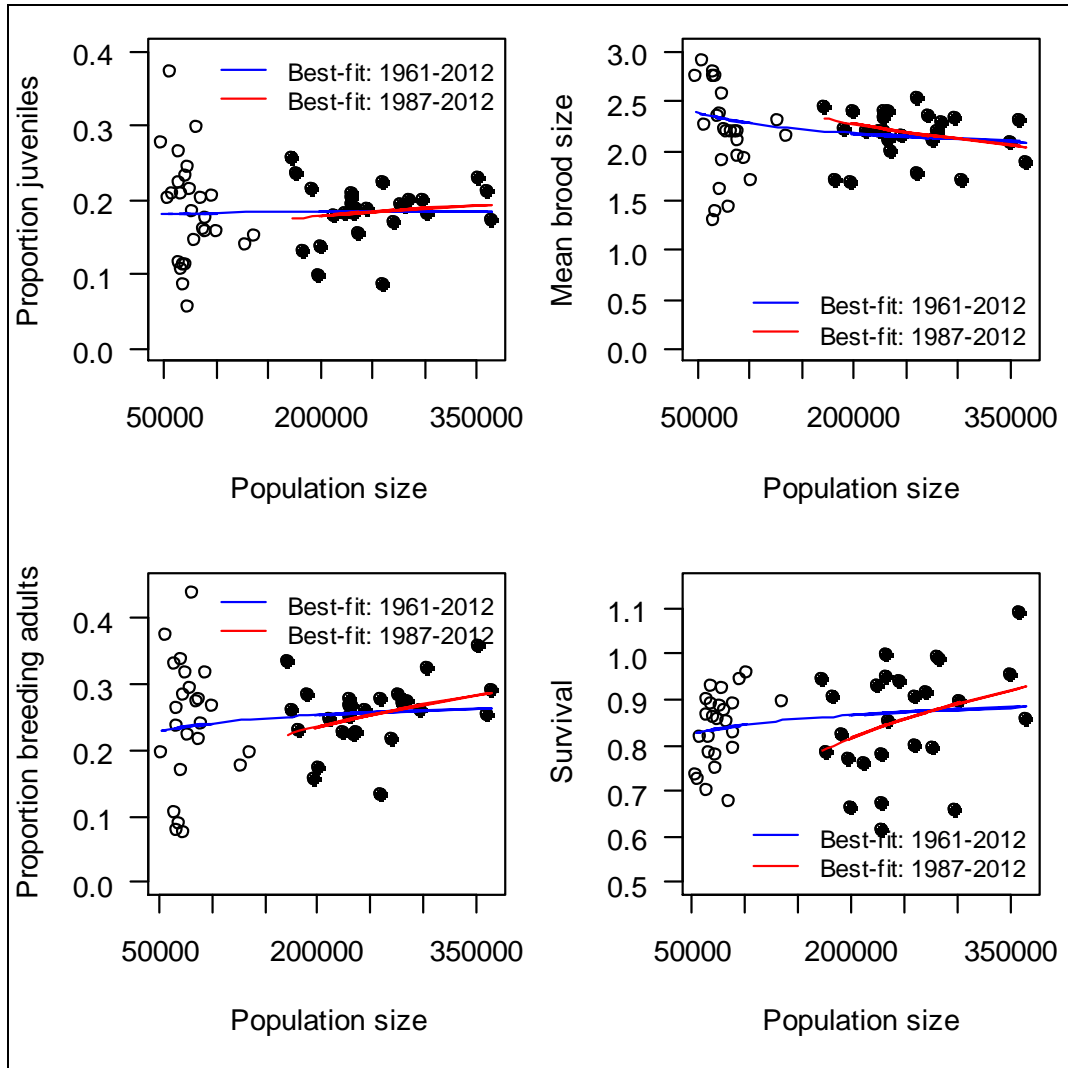 Proportion juveniles
0.4
0.3
0.2
0.1
0.0
Best-fit: 1961-2012
Best-fit: 1987-2012
50000
200000
350000
Population size
Mean brood size
3.0
2.5
2.0
1.5
1.0
0.5
0.0
Best-fit: 1961-2012
Best-fit: 1987-2012
50000
200000
350000
Population size
Proportion breeding adults
0.4
0.3
0.2
0.1
0.0
Best-fit: 1961-2012
Best-fit: 1987-2012
50000
200000
350000
Population size
Survival
1.1
1.0
0.9
0.8
0.7
0.6
0.5
Best-fit: 1961-2012
Best-fit: 1987-2012
50000
200000
350000
Population size